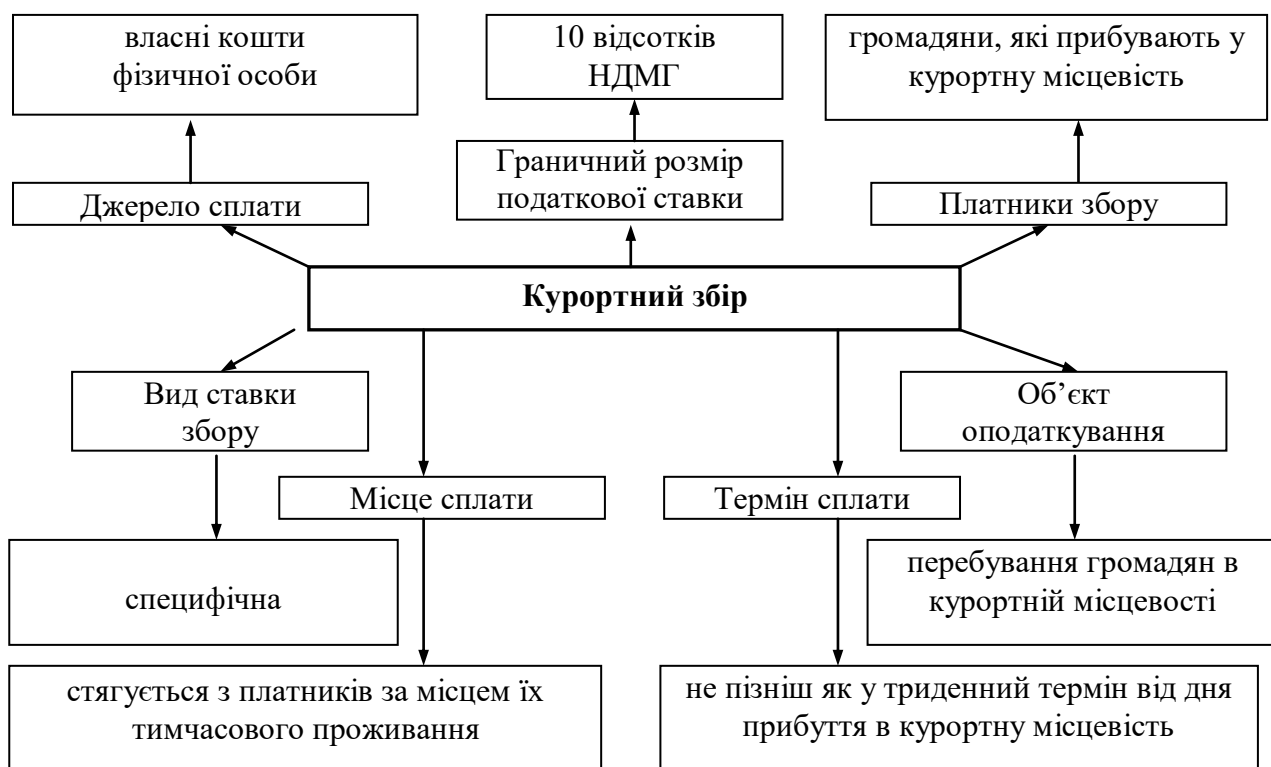 власні кошти
фізичної особи
10 відсотків
НДМГ
громадяни, які прибувають у
курортну місцевість
Джерело сплати
Граничний розмір
податкової ставки
Платники збору
Курортний збір
Вид ставки
збору
Об’єкт
оподаткування
Місце сплати
Термін сплати
специфічна
перебування громадян в
курортній місцевості
стягується з платників за місцем їх
тимчасового проживання
не пізніш як у триденний термін від дня
прибуття в курортну місцевість